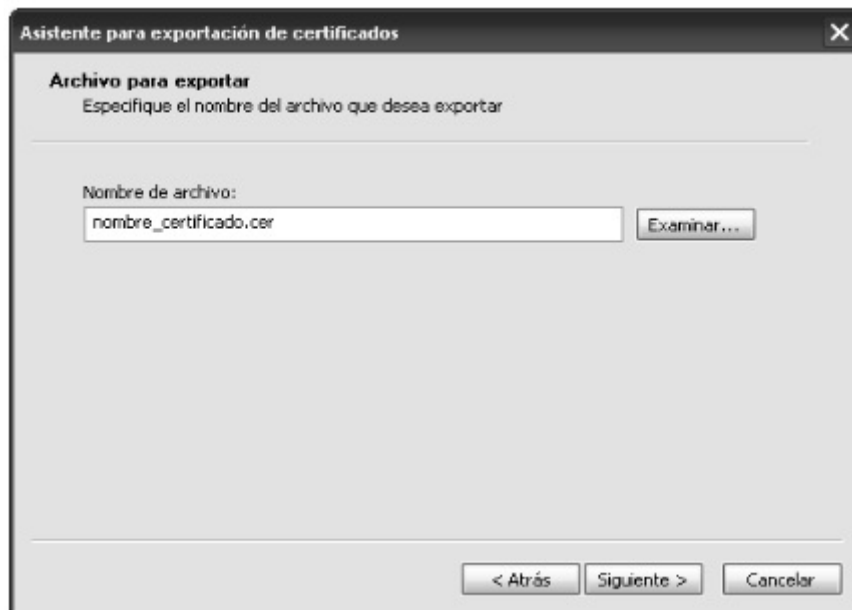 Asistente para exportación de certificados
Archivo para exportar
Especifique el nombre del archivo que desea exportar
Nombre de archivo:
nombre_certificado.cer
Examinar...
< Atrás
Siguiente >
Cancelar